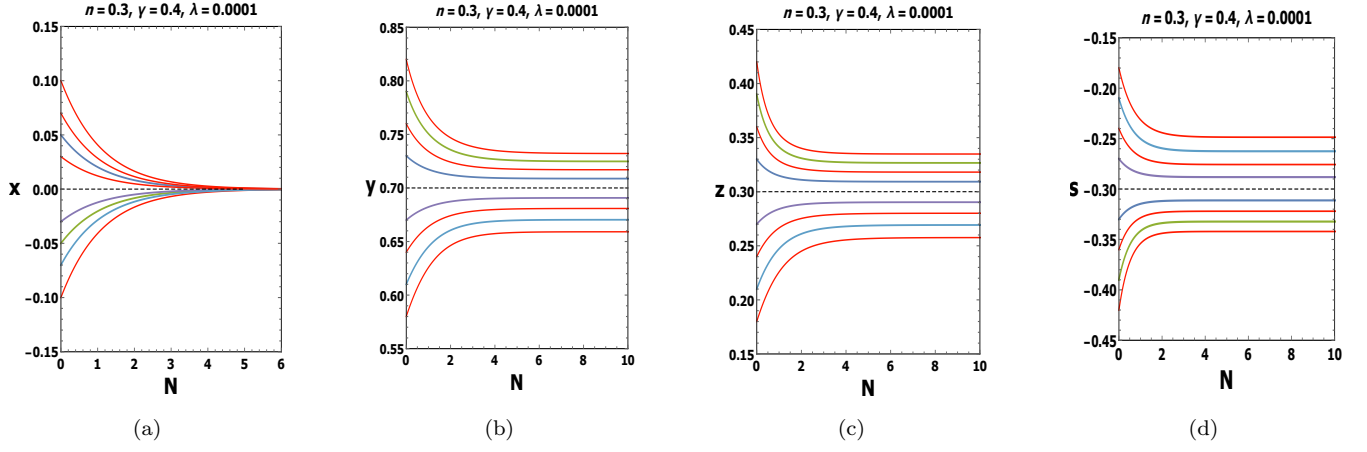 n = 0.3, γ = 0.4, λ = 0.0001
0.15
0.10
0.05
0.00
−0.05
−0.10
−0.15
x
0 1 2 3 4 5 6
N
(a)
n = 0.3, γ = 0.4, λ = 0.0001
0.85
0.80
0.75
0.70
0.65
0.60
0.55
y
0 2 4 6 8 10
N
(b)
n = 0.3, γ = 0.4, λ = 0.0001
0.45
0.40
0.35
0.30
0.25
0.20
0.15
z
0 2 4 6 8 10
N
(c)
n = 0.3, γ = 0.4, λ = 0.0001
−0.15
−0.20
−0.25
−0.30
−0.35
−0.40
−0.45
s
0 2 4 6 8 10
N
(d)